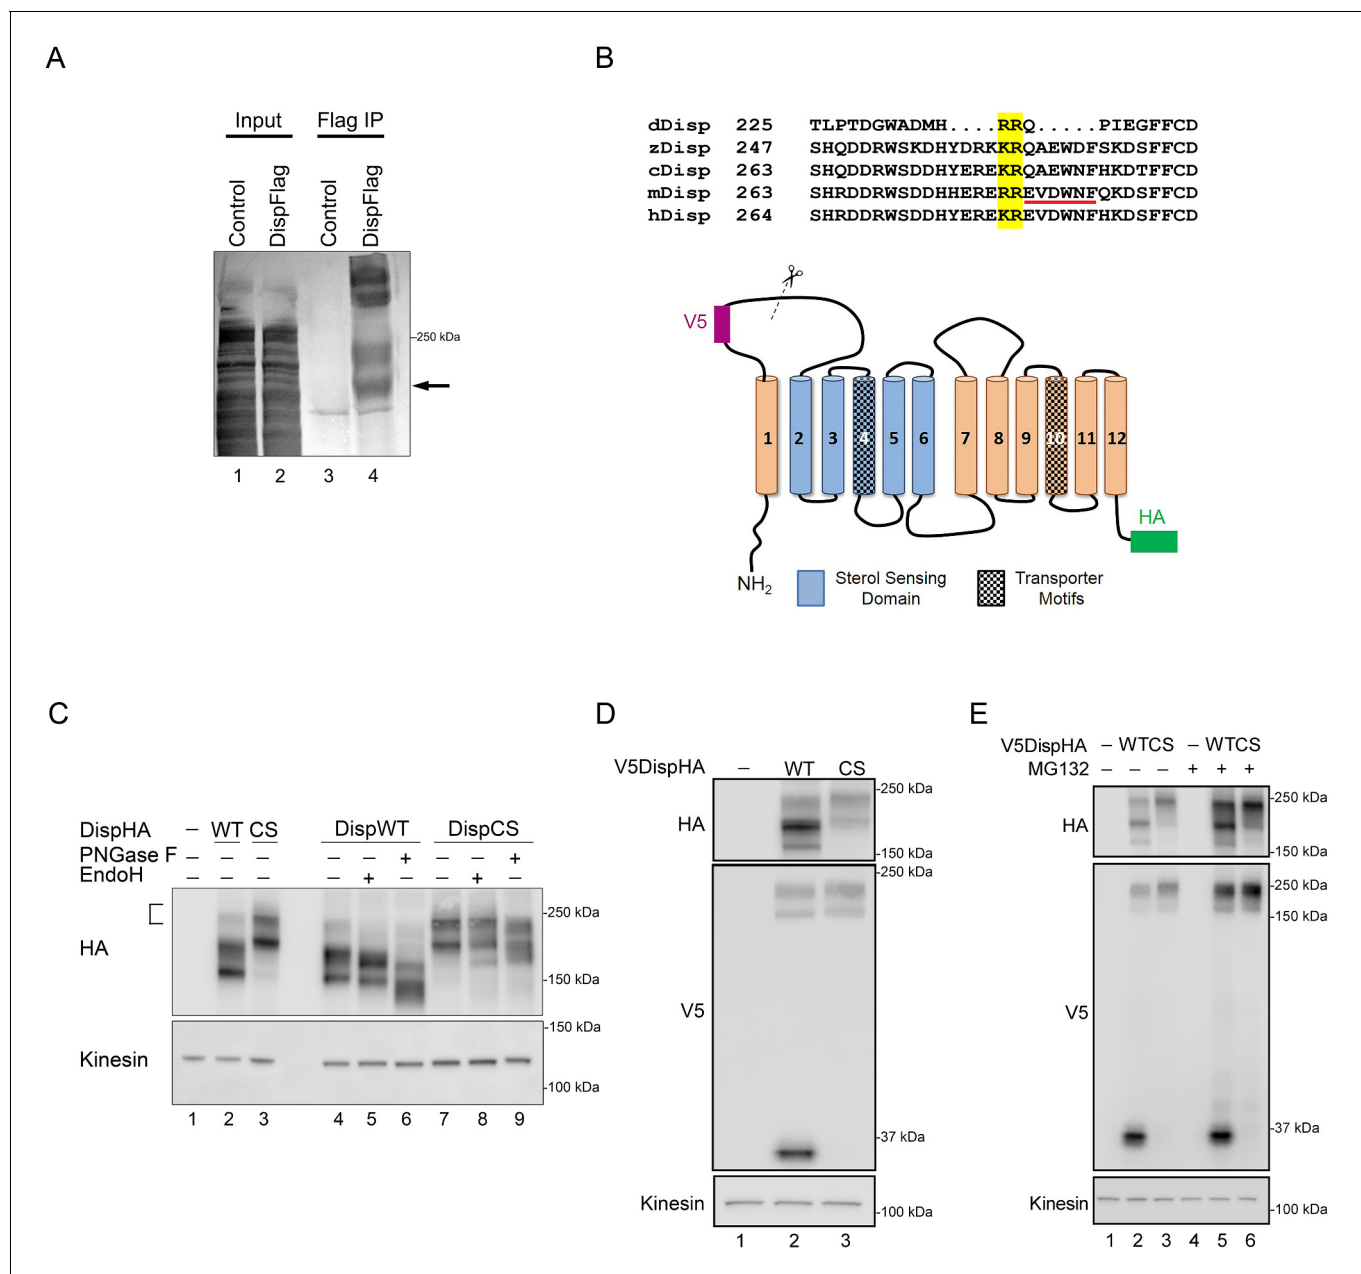 A
Input
Flag IP
Control
DispFlag
Control
DispFlag
250 kDa
1 2 3 4
B
dDisp 225 TLPTDGWADMH....RRQ.....PIEGFFCD
zDisp 247 SHQDDRWSKDHYDRKKRQAEWDFSKDSFFCD
cDisp 263 SHQDDRWSDDHYEREKRQAEWNFHKDTFFCD
mDisp 263 SHRDDRWSDDHHERERREVDWNFQKDSFFCD
hDisp 264 SHRDDRWSDDHYEREKREVDWNFHKDSFFCD
V5
1 2 3 4 5 6 7 8 9 10 11 12
HA
NH2
Sterol Sensing
Domain
Transporter
Motifs
C
DispHA – WT CS DispWT DispCS
PNGase F – – – – – + – – +
EndoH – – – – + – – + –
HA
250 kDa
150 kDa
Kinesin
150 kDa
100 kDa
1 2 3 4 5 6 7 8 9
D
V5DispHA – WT CS
HA
250 kDa
150 kDa
V5
250 kDa
37 kDa
Kinesin
100 kDa
1 2 3
E
V5DispHA – WT CS – WT CS
MG132 – – – + + +
HA
250 kDa
150 kDa
V5
250 kDa
150 kDa
37 kDa
Kinesin
100 kDa
1 2 3 4 5 6